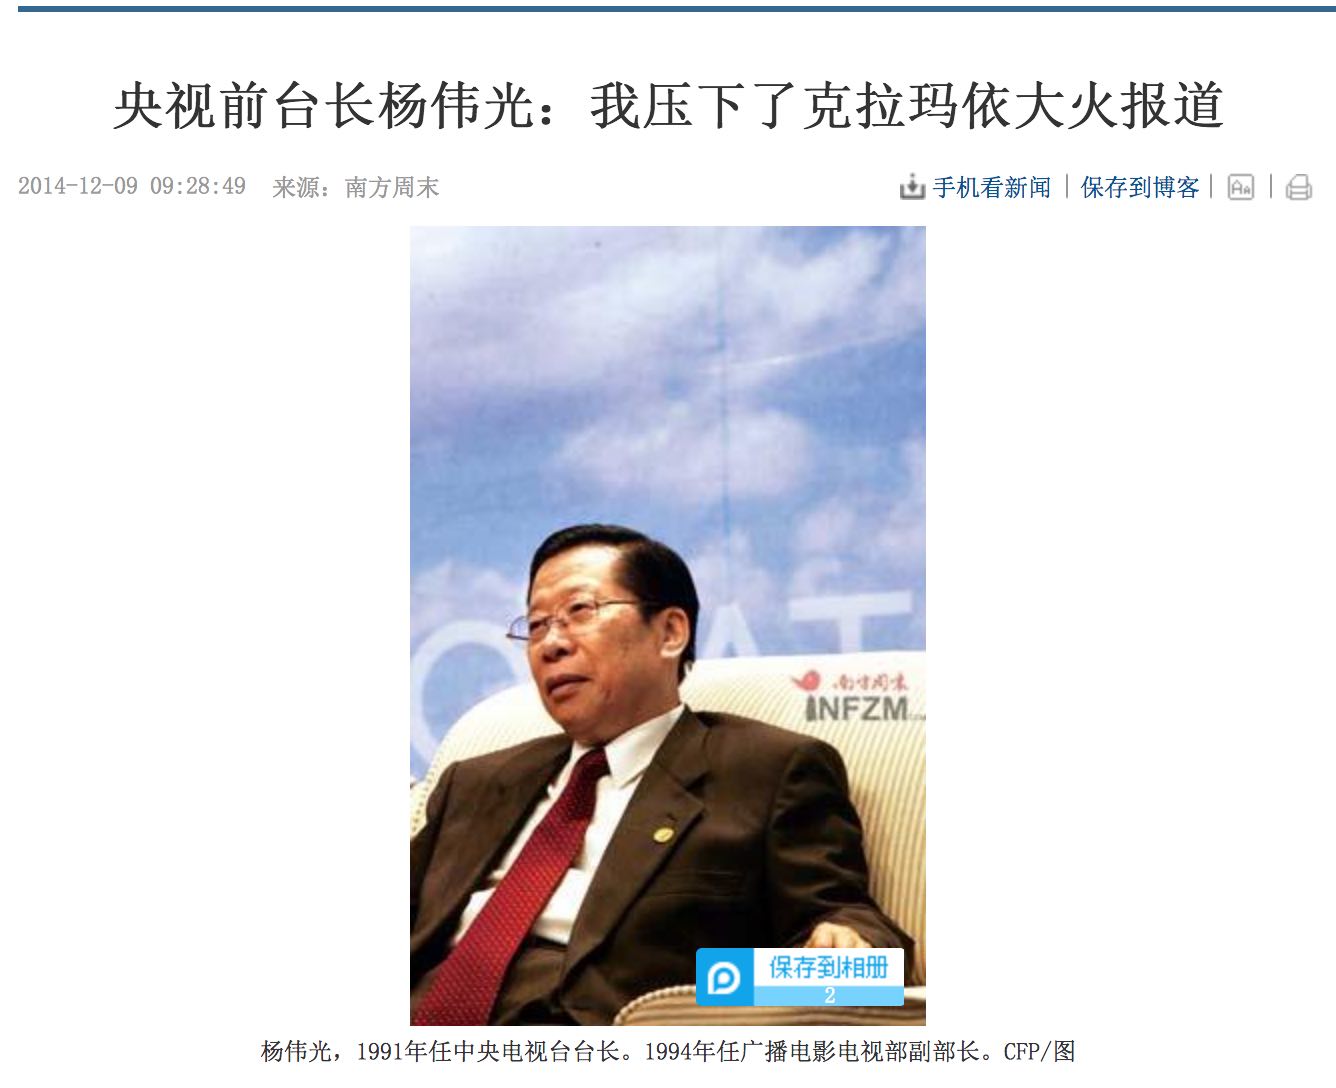 央视前台长杨伟光：我压下了克拉玛依大火报道
2014-12-09 09:28:49 来源：南方周末
手机看新闻 | 保存到博客 |
AT
南方周末
INFZM.COM
保存到相册
2
杨伟光，1991年任中央电视台台长。1994年任广播电影电视部副部长。CFP/图